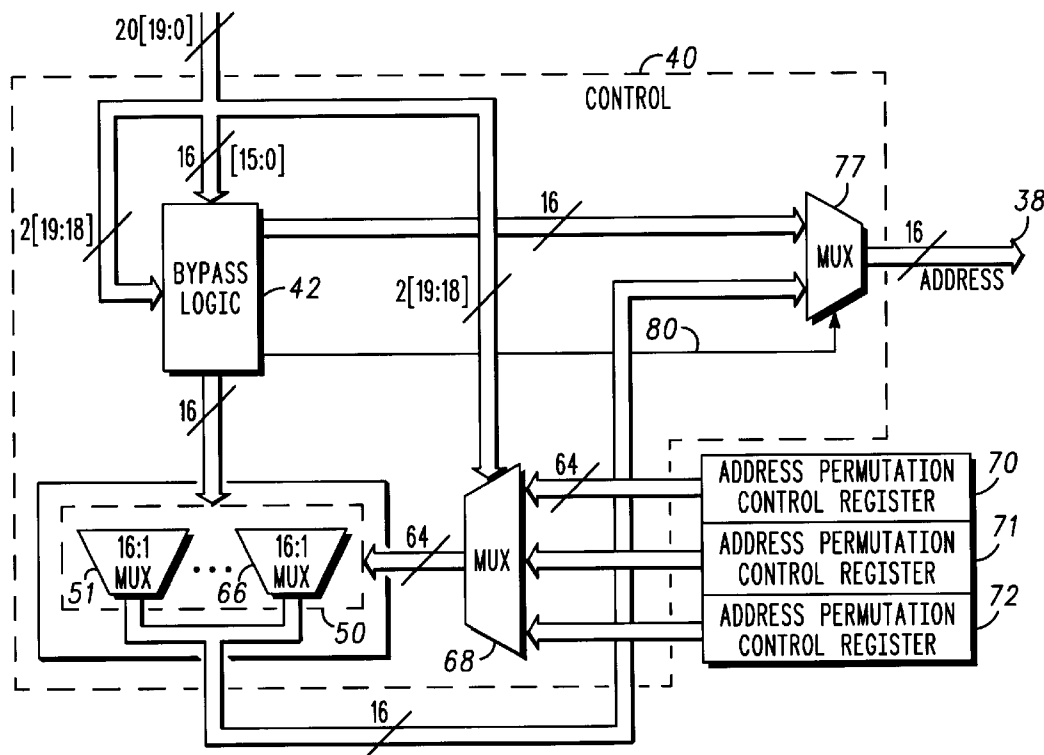 20[19:0]
40
CONTROL
16
[15:0]
2[19:18]
BYPASS
LOGIC
42
16
2[19:18]
77
MUX
38
16
ADDRESS
80
16
64
ADDRESS PERMUTATION
CONTROL REGISTER
70
ADDRESS PERMUTATION
CONTROL REGISTER
71
ADDRESS PERMUTATION
CONTROL REGISTER
72
16:1
MUX
51
...
16:1
MUX
66
50
64
MUX
68
16